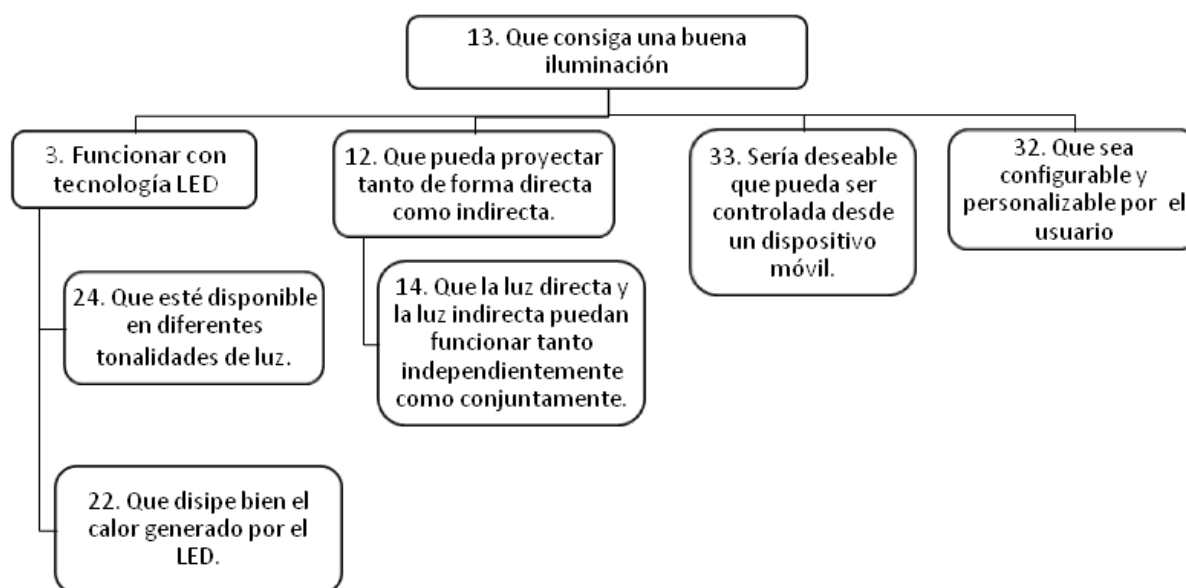 13. Que consiga una buena
iluminación
3. Funcionar con
tecnología LED
12. Que pueda proyectar
tanto de forma directa
como indirecta.
33. Sería deseable
que pueda ser
controlada desde
un dispositivo
móvil.
32. Que sea
configurable y
personalizable por el
usuario
24. Que esté disponible
en diferentes
tonalidades de luz.
14. Que la luz directa y
la luz indirecta puedan
funcionar tanto
independientemente
como conjuntamente.
22. Que disipe bien el
calor generado por el
LED.